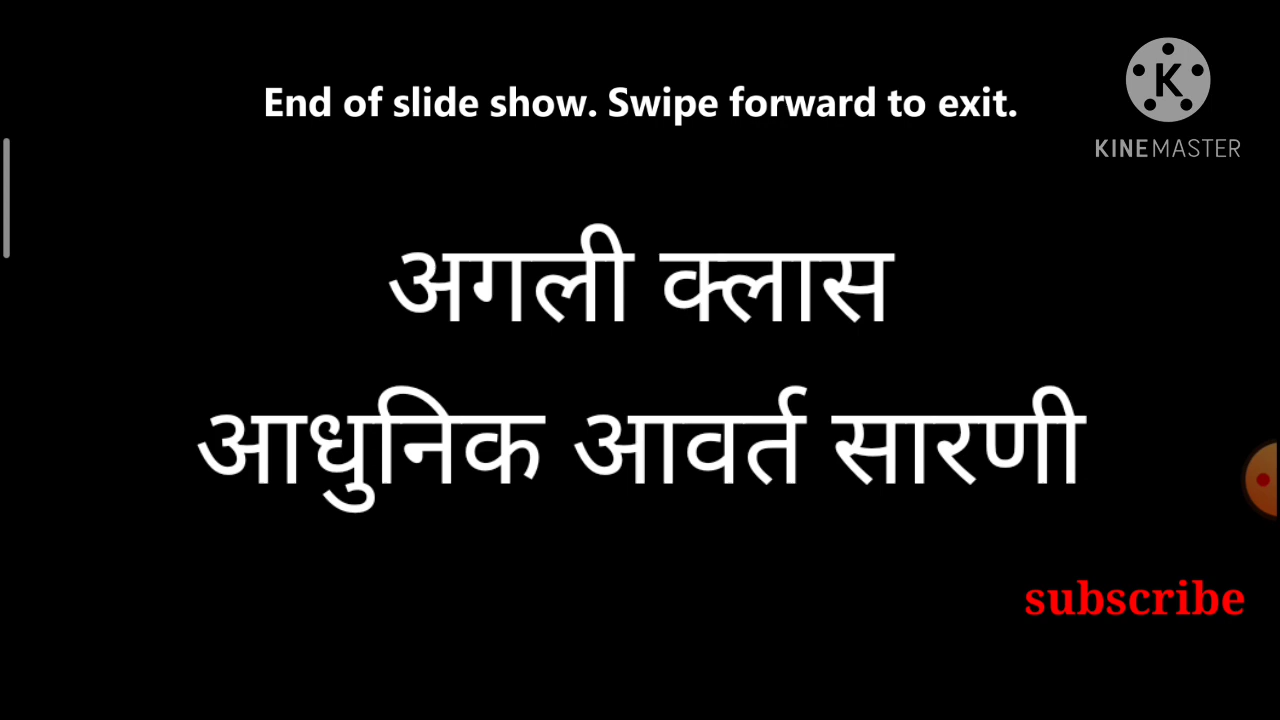 End of slide show. Swipe forward to exit.
K
KINEMASTER
अगली क्लास
आधुनिक आवर्त सारणी
subscribe